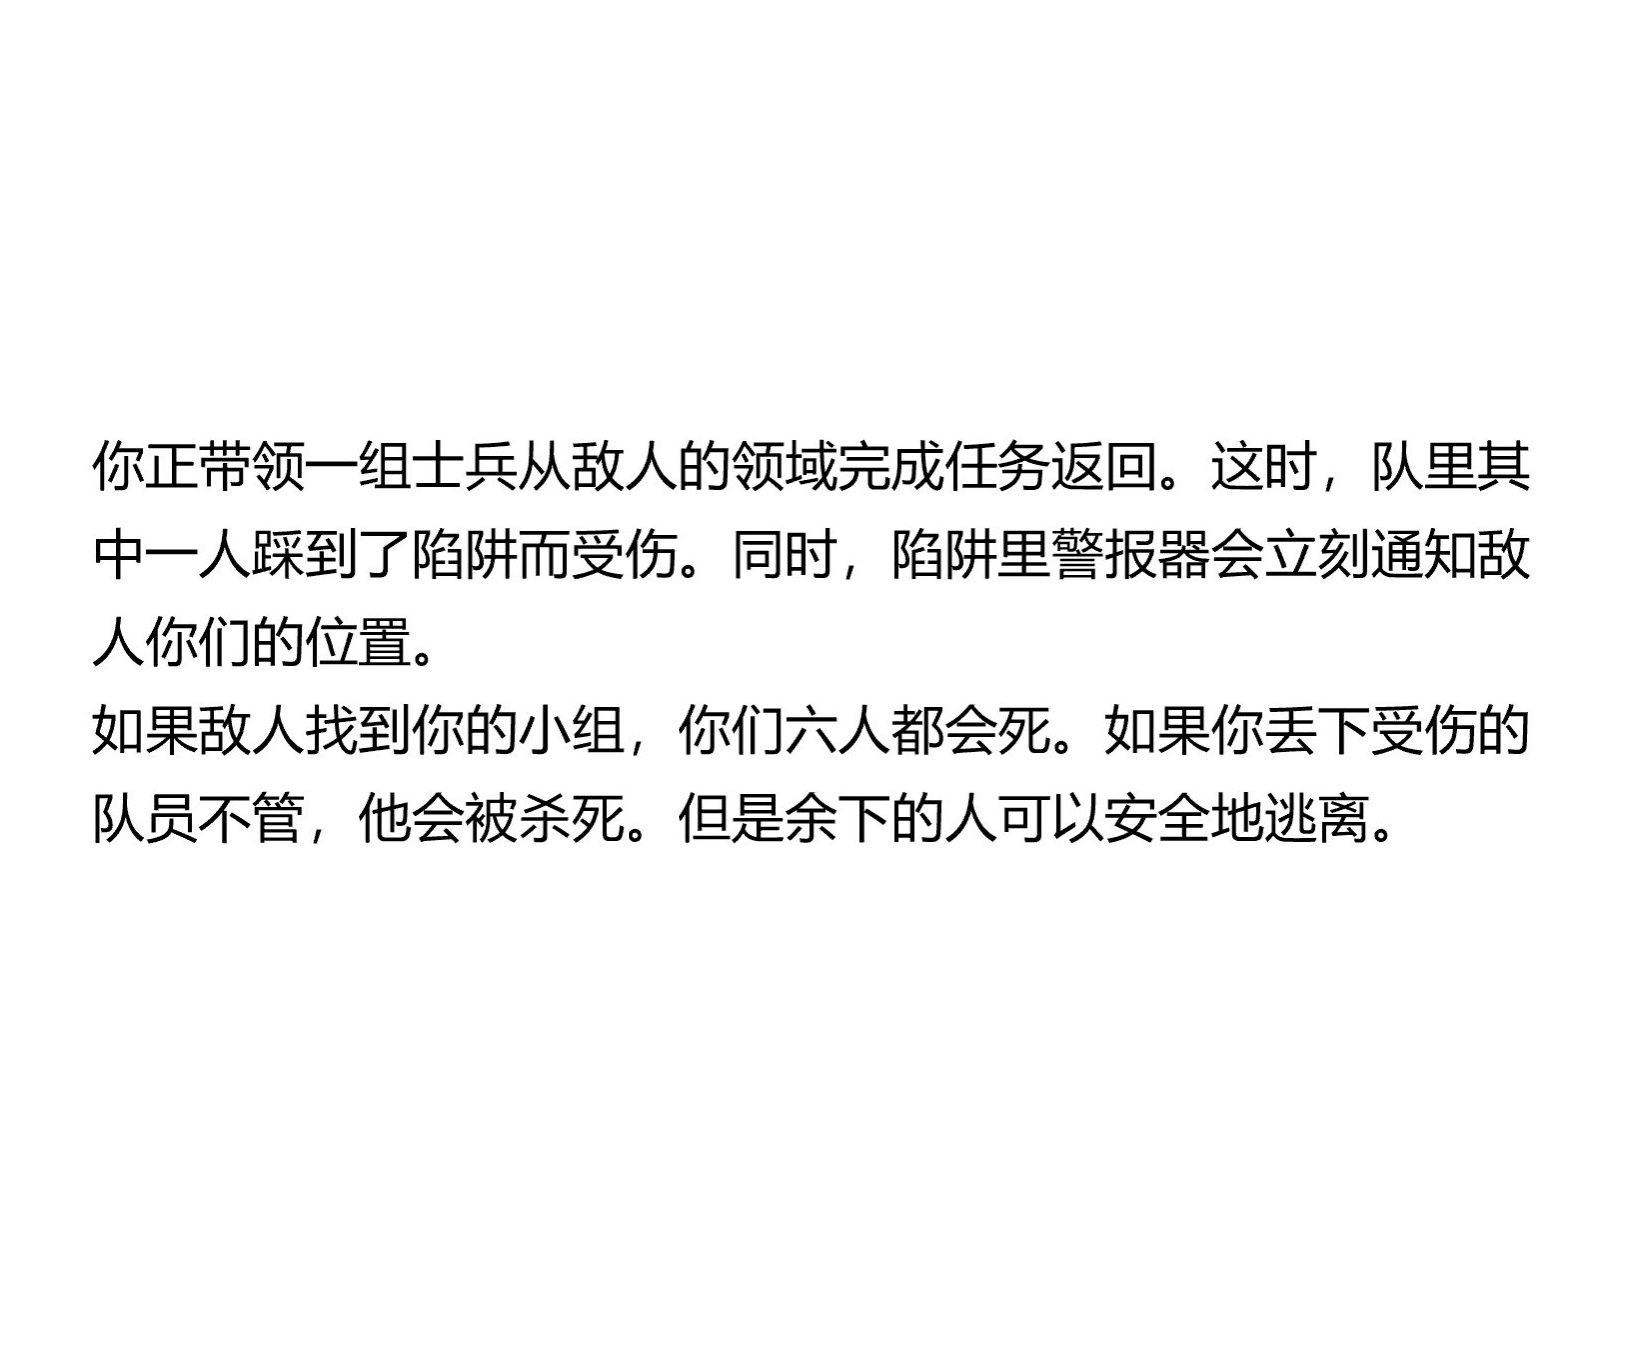 你正带领一组士兵从敌人的领域完成任务返回。这时，队里其
中一人踩到了陷阱而受伤。同时，陷阱里警报器会立刻通知敌
人你们的位置。
如果敌人找到你的小组，你们六人都会死。如果你丢下受伤的
队员不管，他会被杀死。但是余下的人可以安全地逃离。